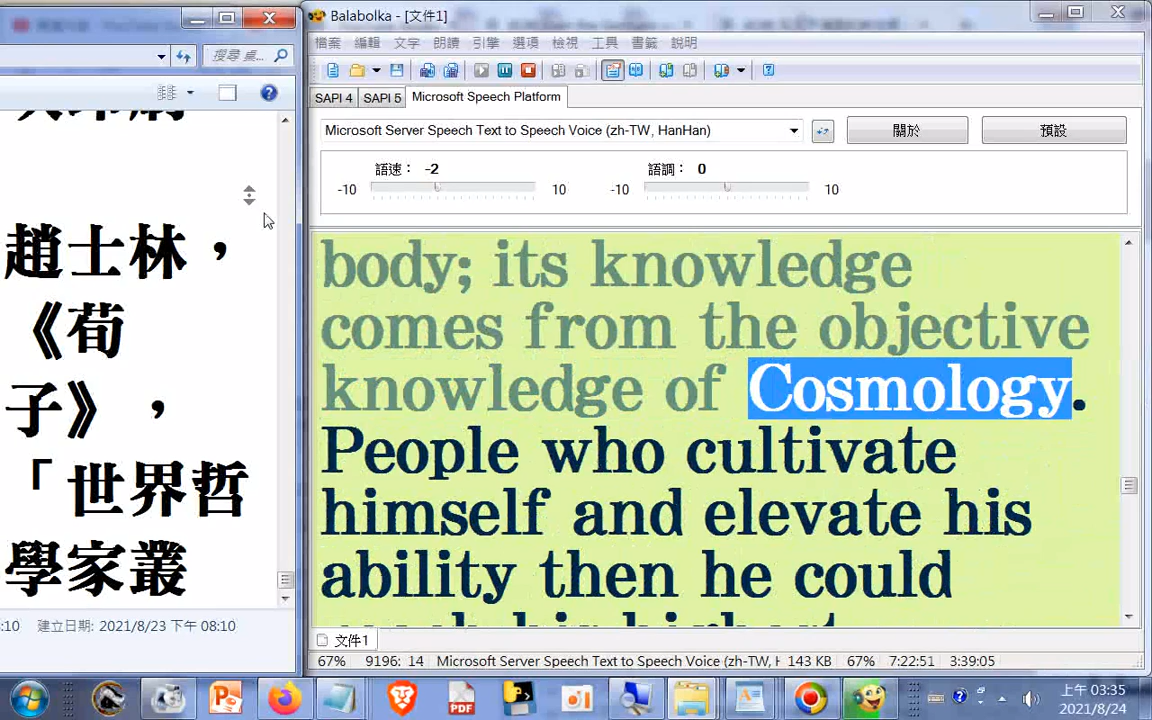 Balabolka - [文件1]
檔案 編輯 文字 朗讀 引擎 選項 檢視 工具 書籤 說明
搜尋 桌...
SAPI 4 SAPI 5 Microsoft Speech Platform
Microsoft Server Speech Text to Speech Voice (zh-TW, HanHan)
關於
預設
語速： -2
語調： 0
-10 10
-10 10
body; its knowledge
comes from the objective
knowledge of Cosmology.
People who cultivate
himself and elevate his
ability then he could
趙士林，
《荀
子》，
「世界哲
學家叢
:10 建立日期: 2021/8/23 下午 08:10
文件1
67% 9196: 14 Microsoft Server Speech Text to Speech Voice (zh-TW, H 143 KB 67% 7:22:51 3:39:05
PDF
上午 03:35
2021/8/24